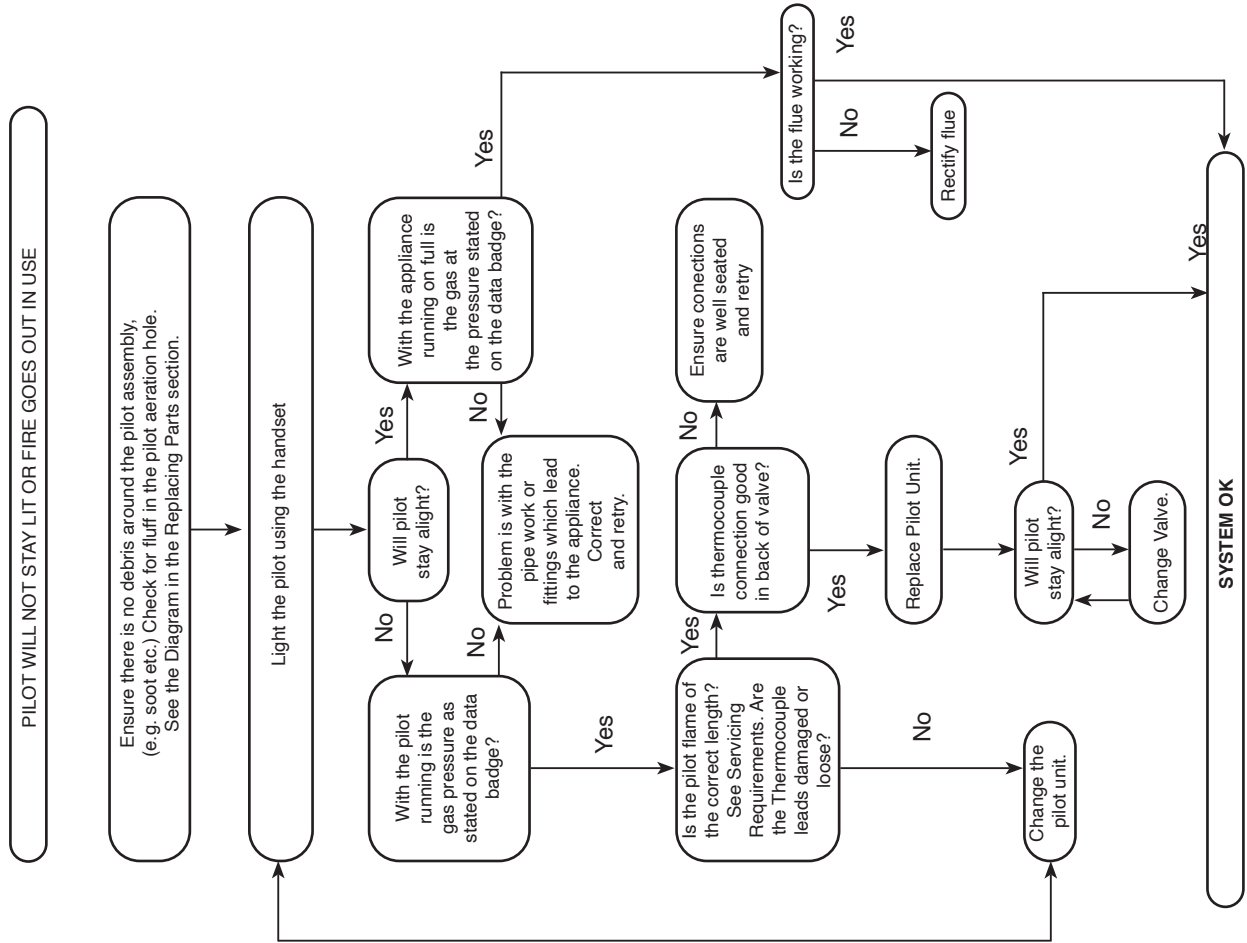 PILOT WILL NOT STAY LIT OR FIRE GOES OUT IN USE
Ensure there is no debris around the pilot assembly,
(e.g. soot etc.) Check for fluff in the pilot aeration hole.
See the Diagram in the Replacing Parts section.
Light the pilot using the handset
Will pilot
stay alight?
No
Yes
With the pilot
running is the
gas pressure as
stated on the data
badge?
No
Yes
Problem is with the
pipe work or
fittings which lead
to the appliance.
Correct
and retry.
With the appliance
running on full is
the gas at
the pressure stated
on the data badge?
No
Yes
Is the pilot flame of
the correct length?
See Servicing
Requirements. Are
the Thermocouple
leads damaged or
loose?
Yes
No
Is thermocouple
connection good
in back of valve?
No
Yes
Ensure conections
are well seated
and retry
Is the flue working?
No
Yes
Rectify flue
Replace Pilot Unit.
Change the
pilot unit.
Will pilot
stay alight?
Yes
No
Change Valve.
Yes
SYSTEM OK